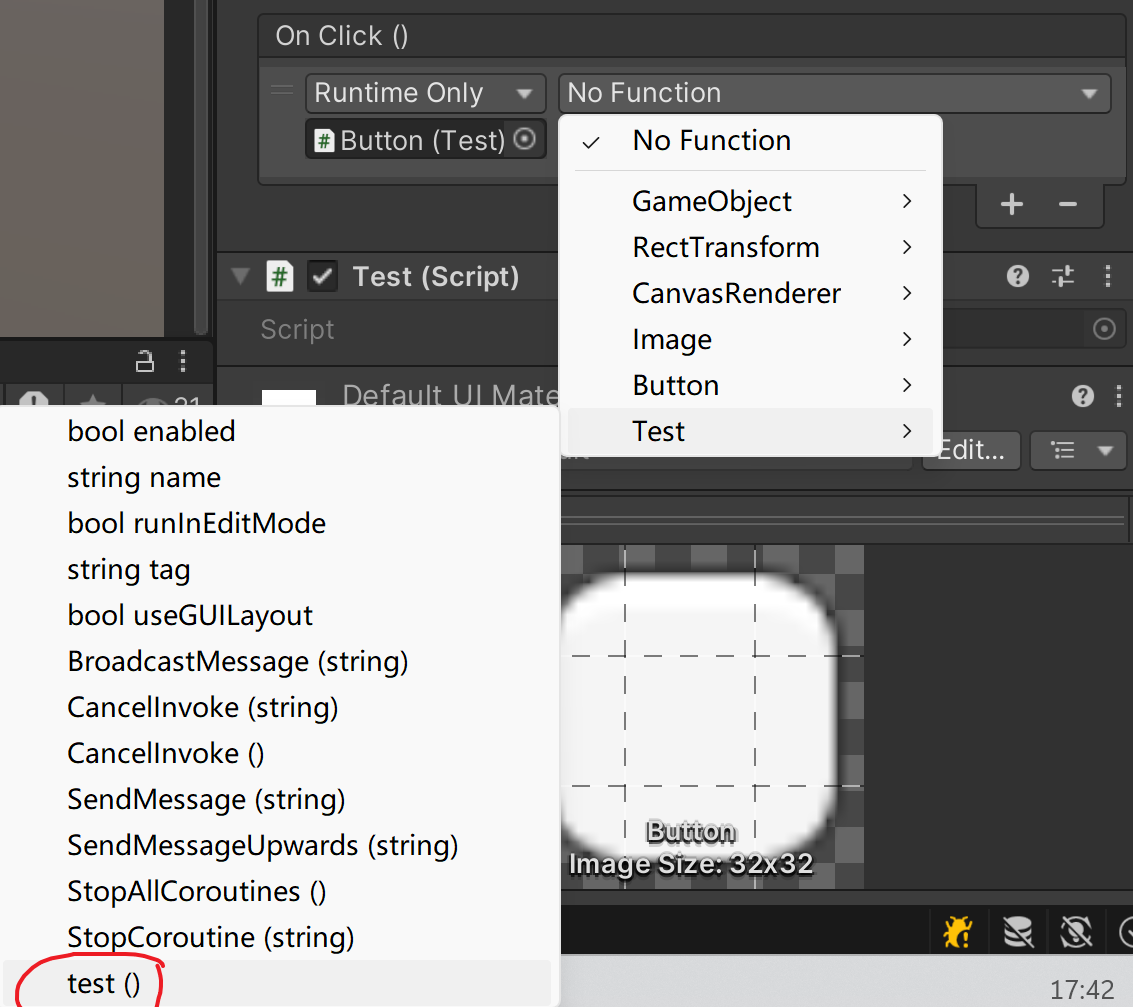 On Click ()
Runtime Only
No Function
Button (Test)
No Function
GameObject
RectTransform
CanvasRenderer
Image
Button
Test
Test (Script)
Script
Default UI Mate
Edit...
bool enabled
string name
bool runInEditMode
string tag
bool useGUILayout
BroadcastMessage (string)
CancelInvoke (string)
CancelInvoke ()
SendMessage (string)
SendMessageUpwards (string)
StopAllCoroutines ()
StopCoroutine (string)
test ()
Button
Image Size: 32x32
17:42